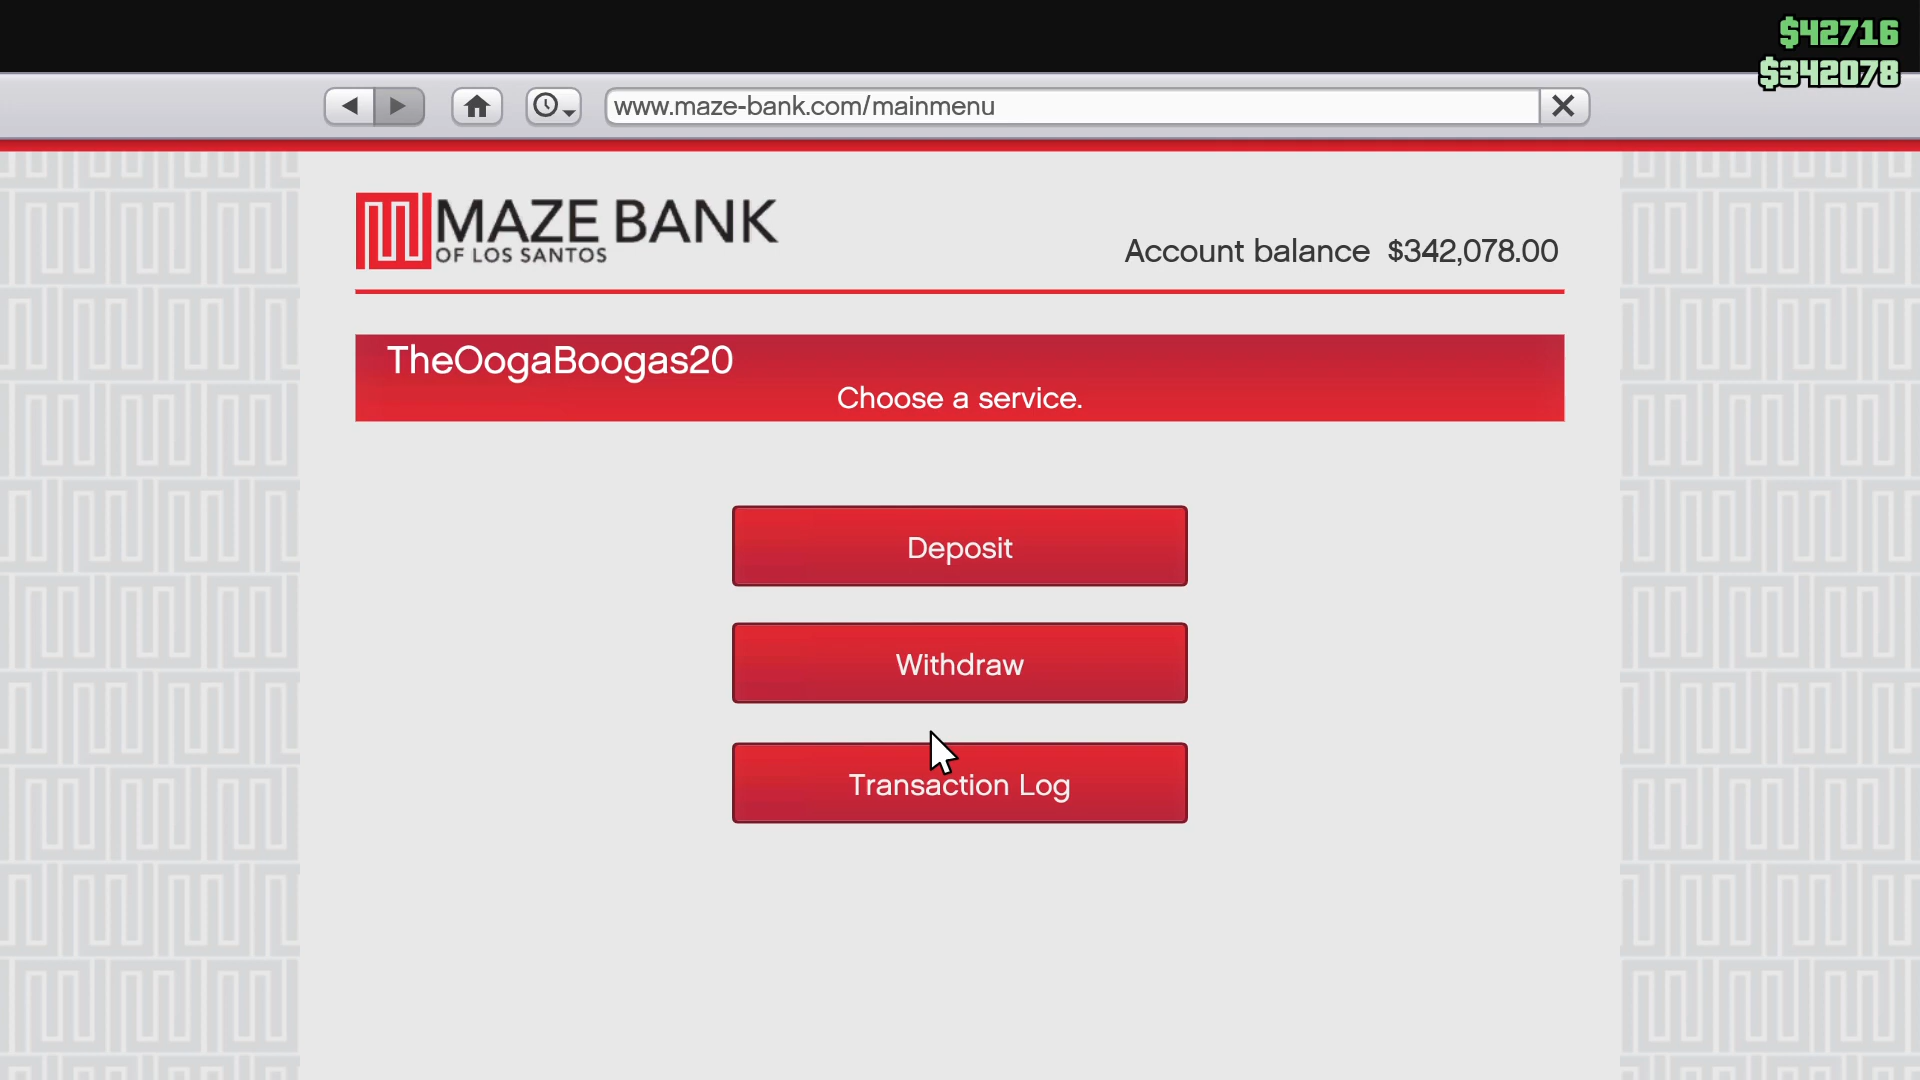 $42716
$342078
www.maze-bank.com/mainmenu
MAZE BANK
OF LOS SANTOS
Account balance $342,078.00
TheOogaBoogas20
Choose a service.
Deposit
Withdraw
Transaction Log